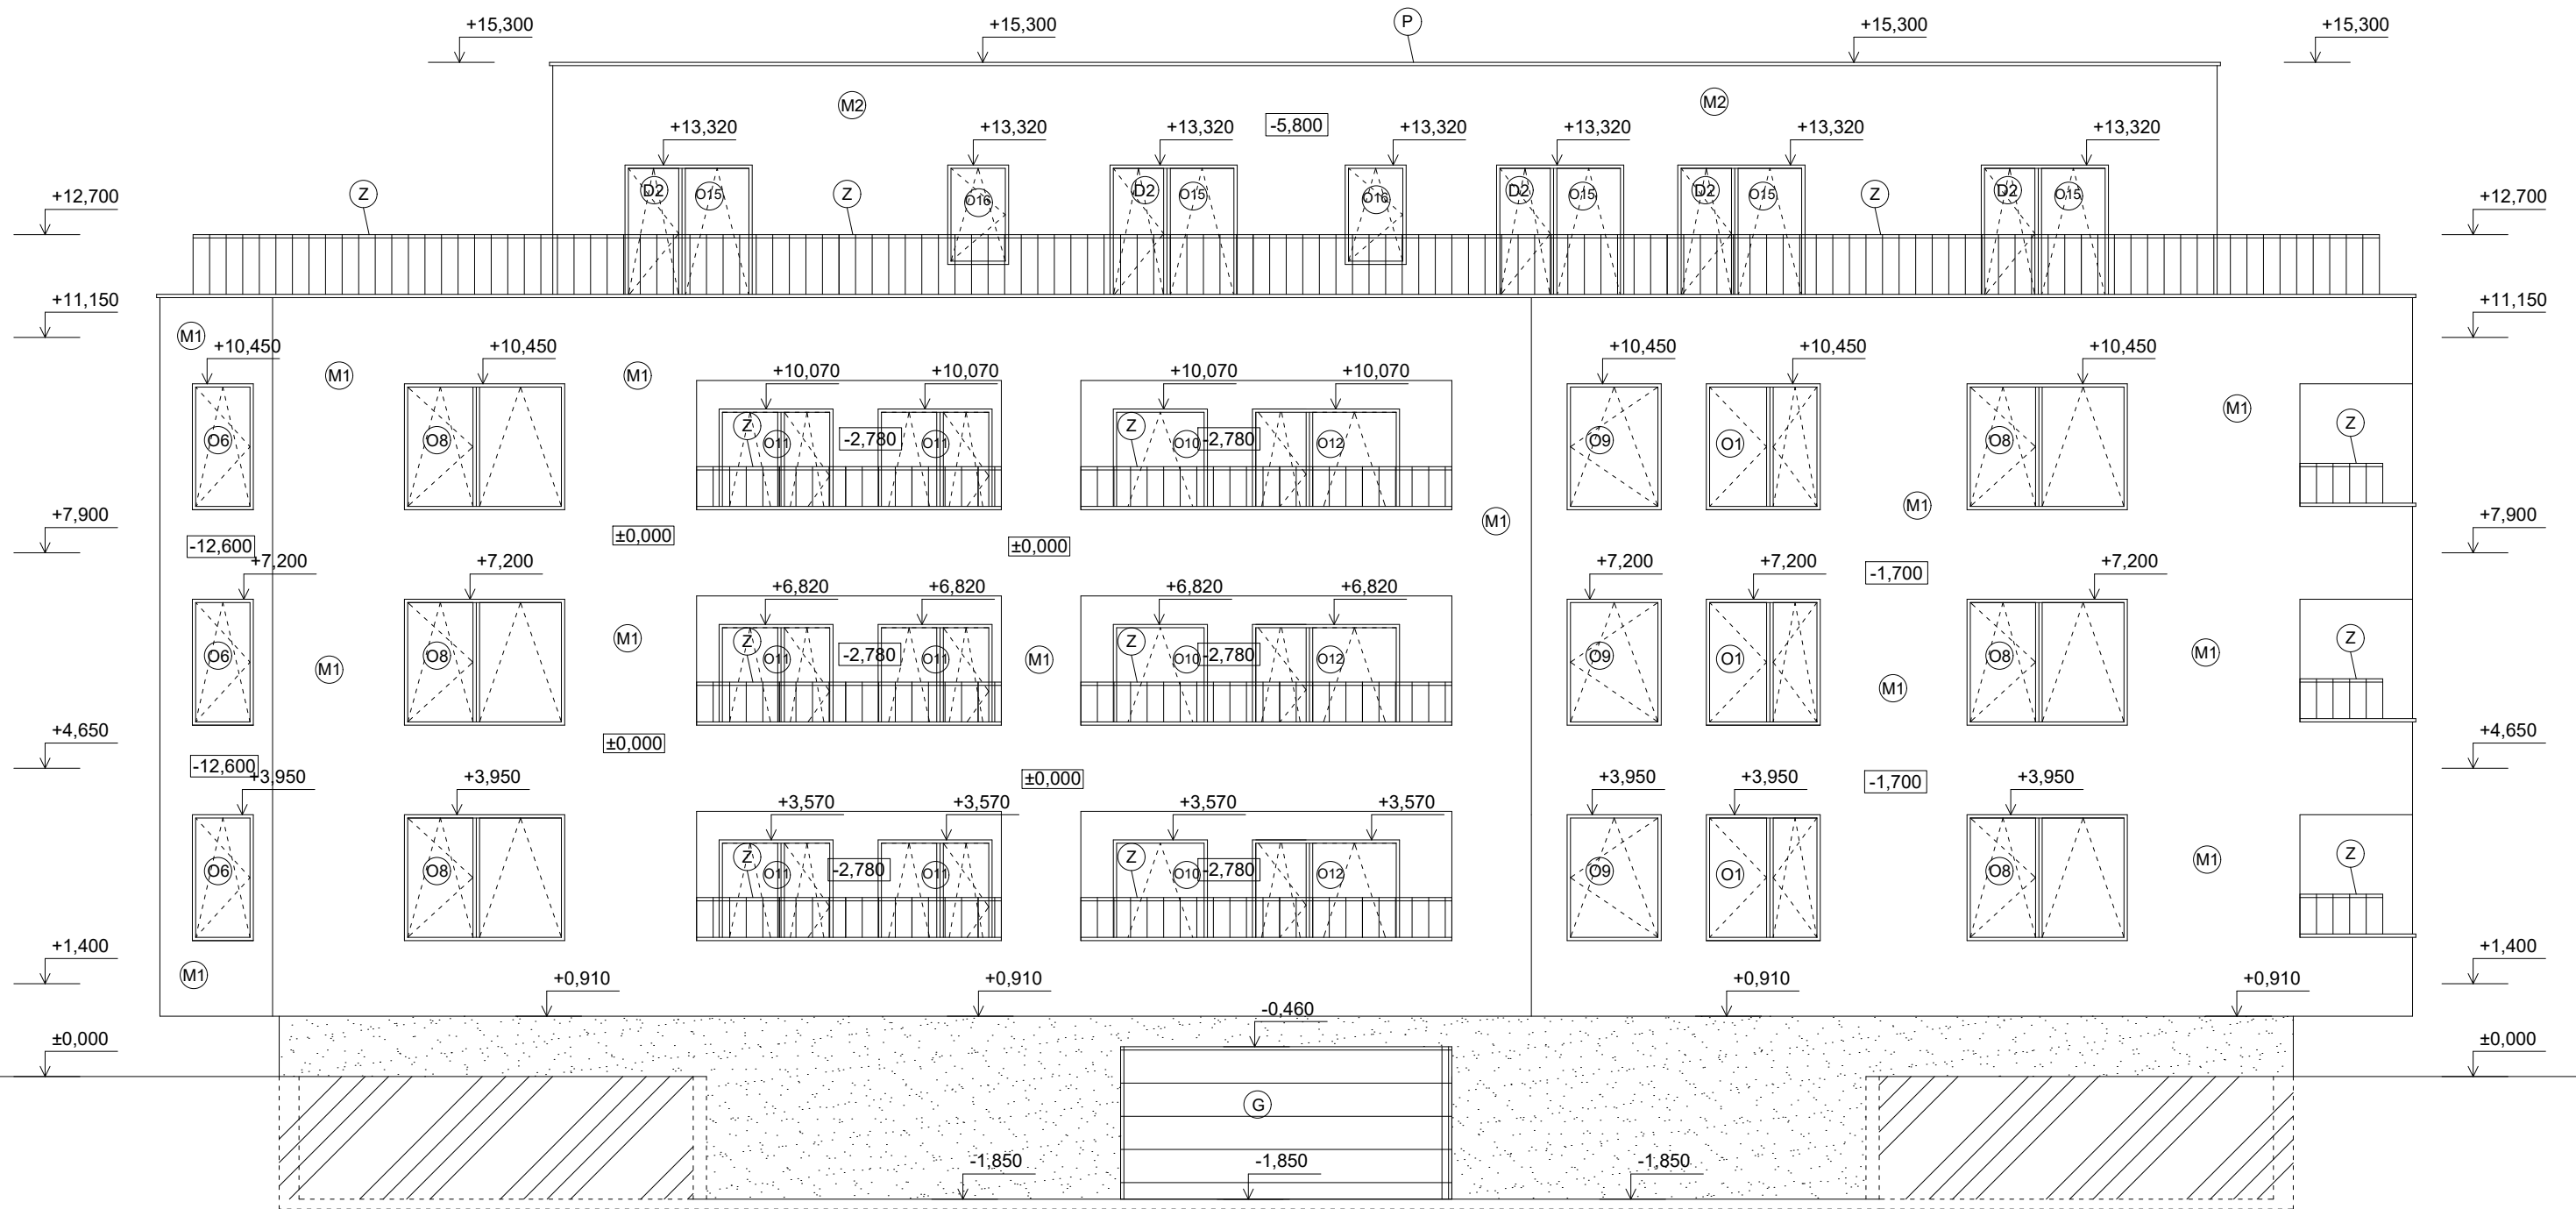 +15,300 +15,300 P +15,300 +15,300
M2 M2
+13,320 +13,320 +13,320 -5,800 +13,320 +13,320 +13,320 +13,320
+12,700 Z D2 O15 Z O16 D2 O15 O16 D2 O15 D2 O15 Z D2 O15 +12,700
+11,150 +11,150
M1
+10,450 +10,450 +10,450 +10,450 +10,450
M1 M1 +10,070 +10,070 +10,070 +10,070
M1
O6 O8 Z O11 -2,780 O11 Z O10 -2,780 O12 O9 O1 O8 Z
+7,900 M1 M1 +7,900
-12,600 ±0,000 ±0,000
+7,200 +7,200 +7,200 +7,200 -1,700 +7,200
+6,820 +6,820 +6,820 +6,820
O6 M1 O8 M1 Z O11 -2,780 O11 M1 Z O10 -2,780 O12 O9 O1 M1 O8 M1 Z
+4,650 ±0,000 +4,650
-12,600 +3,950 +3,950 ±0,000 +3,950 +3,950 -1,700 +3,950
+3,570 +3,570 +3,570 +3,570
O6 O8 Z O11 -2,780 O11 Z O10 -2,780 O12 O9 O1 O8 M1 Z
+1,400 +1,400
M1 +0,910 +0,910 +0,910 +0,910
-0,460
±0,000 ±0,000
G
-1,850 -1,850 -1,850